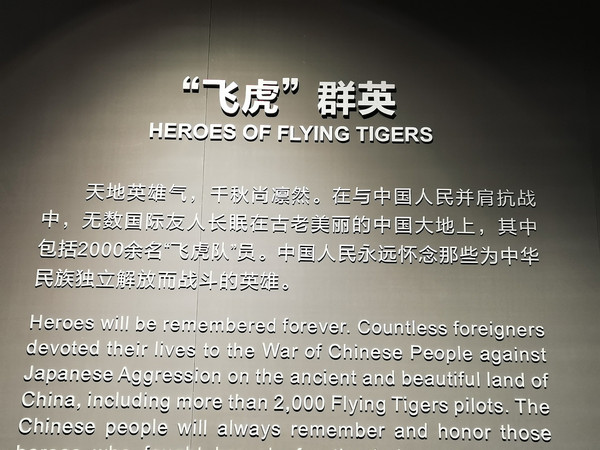 “飞虎”群英
HEROES OF FLYING TIGERS
天地英雄气，千秋尚凛然。在与中国人民并肩抗战
中，无数国际友人长眠在古老美丽的中国大地上，其中
包括2000余名“飞虎队”员。中国人民永远怀念那些为中华
民族独立解放而战斗的英雄。
Heroes will be remembered forever. Countless foreigners
devoted their lives to the War of Chinese People against
Japanese Aggression on the ancient and beautiful land of
China, including more than 2,000 Flying Tigers pilots. The
Chinese people will always remember and honor those